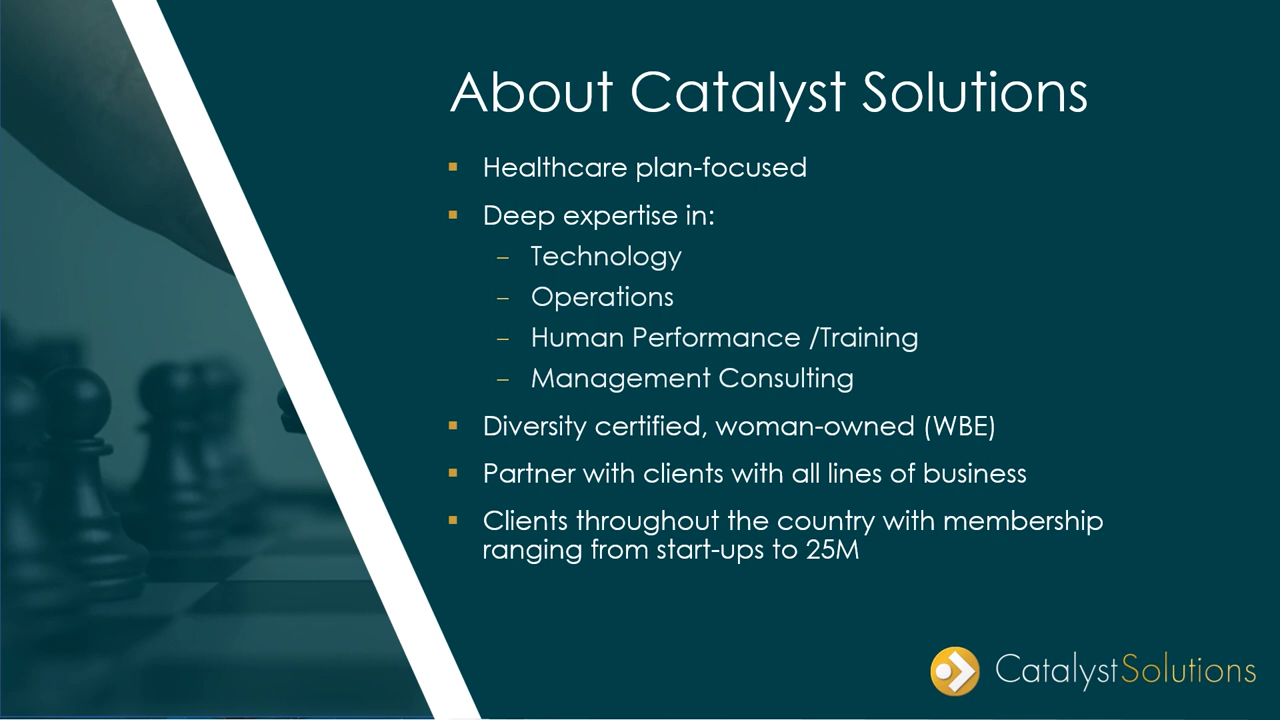 About Catalyst Solutions
▪ Healthcare plan-focused
▪ Deep expertise in:
– Technology
– Operations
– Human Performance /Training
– Management Consulting
▪ Diversity certified, woman-owned (WBE)
▪ Partner with clients with all lines of business
▪ Clients throughout the country with membership
ranging from start-ups to 25M
CatalystSolutions